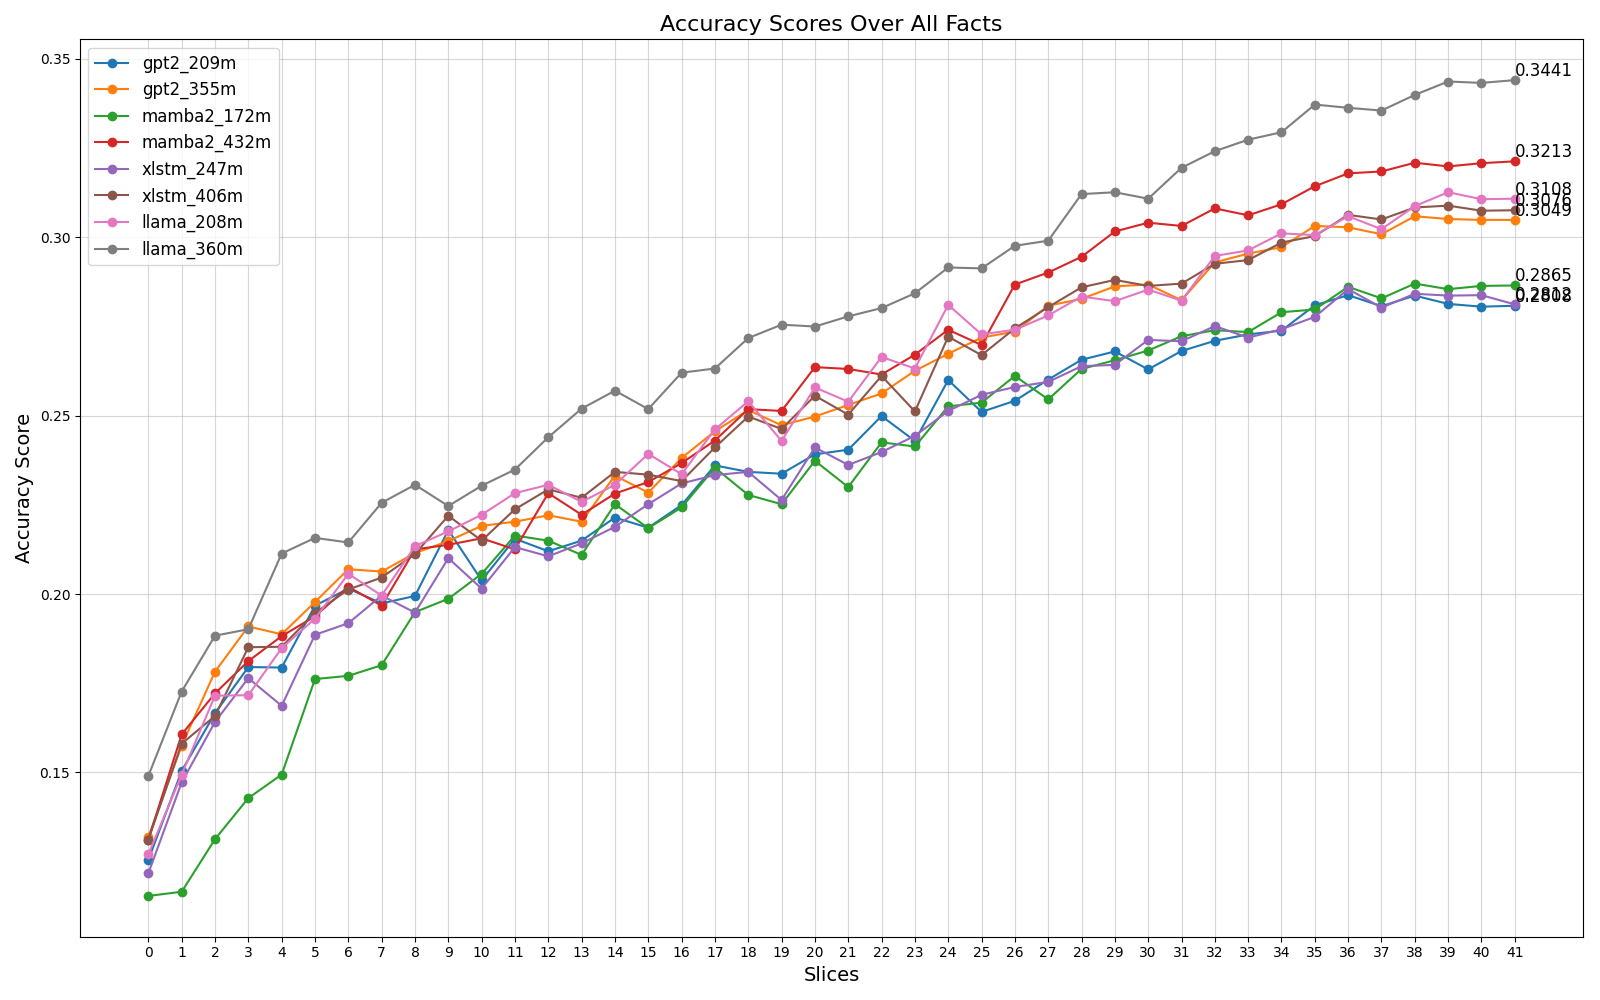 Accuracy Scores Over All Facts
0.35
0.30
0.25
0.20
0.15
Accuracy Score
gpt2_209m
gpt2_355m
mamba2_172m
mamba2_432m
xlstm_247m
xlstm_406m
llama_208m
llama_360m
0.3441
0.3213
0.3108
0.3076
0.3049
0.2865
0.2812
0.2808
0 1 2 3 4 5 6 7 8 9 10 11 12 13 14 15 16 17 18 19 20 21 22 23 24 25 26 27 28 29 30 31 32 33 34 35 36 37 38 39 40 41
Slices